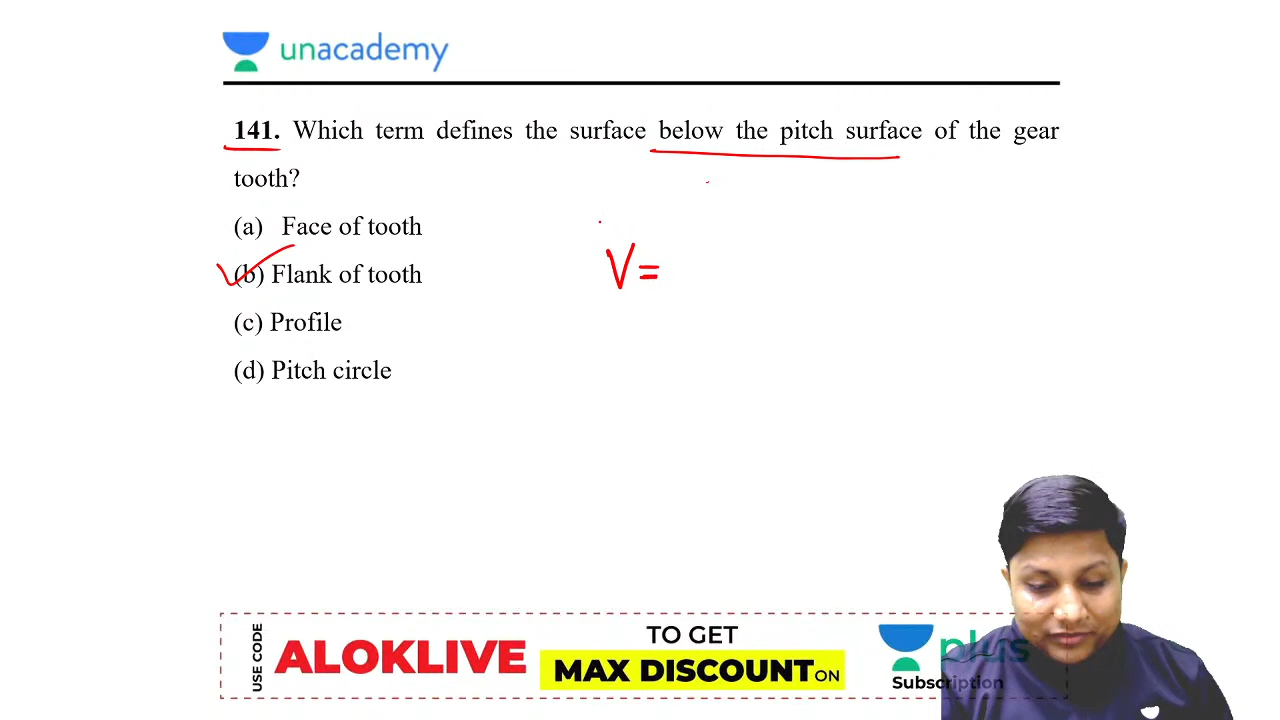 unacademy
141. Which term defines the surface below the pitch surface of the gear
tooth?
(a) Face of tooth
(b) Flank of tooth
V=
(c) Profile
(d) Pitch circle
USE CODE
ALOKLIVE
TO GET
MAX DISCOUNT ON
plus
Subscription